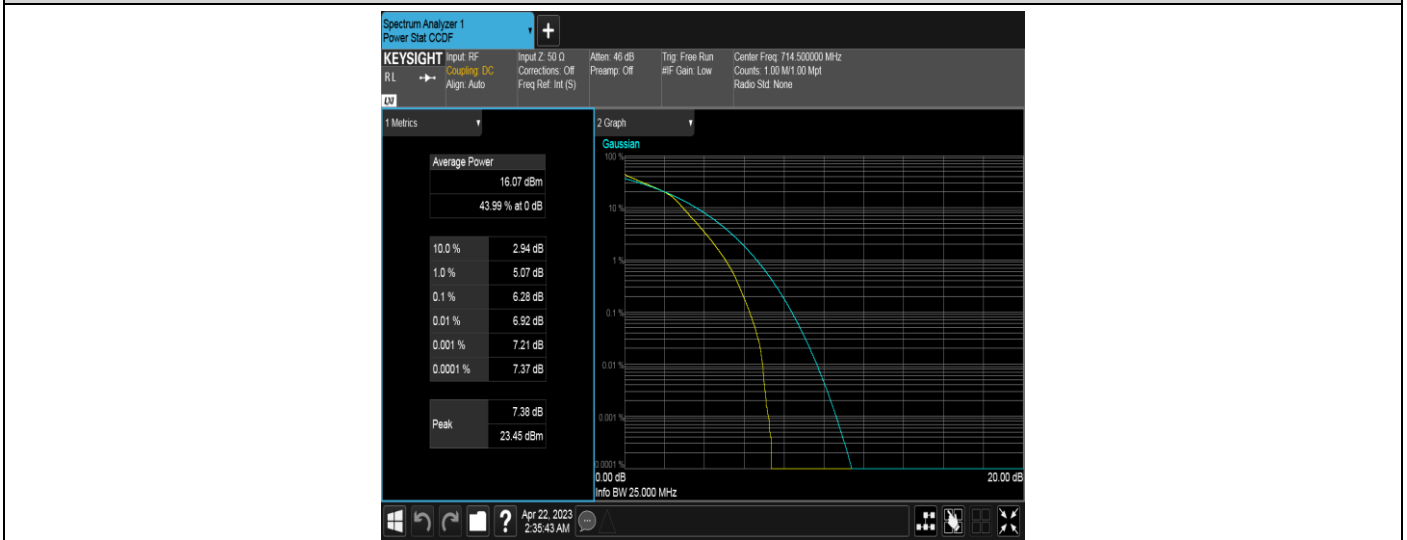 Spectrum Analyzer 1
Power Stat CCDF
+
KEYSIGHT Input: RF Input Z: 50 Ω Atten: 46 dB Trig: Free Run Center Freq: 714.500000 MHz
RL Coupling: DC Corrections: Off Preamp: Off #IF Gain: Low Counts: 1.00 M/1.00 Mpt
Align: Auto Freq Ref: Int (S) Radio Std: None
LXI
1 Metrics
Average Power
16.07 dBm
43.99 % at 0 dB
10.0 % 2.94 dB
1.0 % 5.07 dB
0.1 % 6.28 dB
0.01 % 6.92 dB
0.001 % 7.21 dB
0.0001 % 7.37 dB
Peak 7.38 dB
23.45 dBm
2 Graph
Gaussian
100 %
10 %
1 %
0.1 %
0.01 %
0.001 %
0.0001 %
0.00 dB 20.00 dB
Info BW 25.000 MHz
? Apr 22, 2023
2:35:43 AM